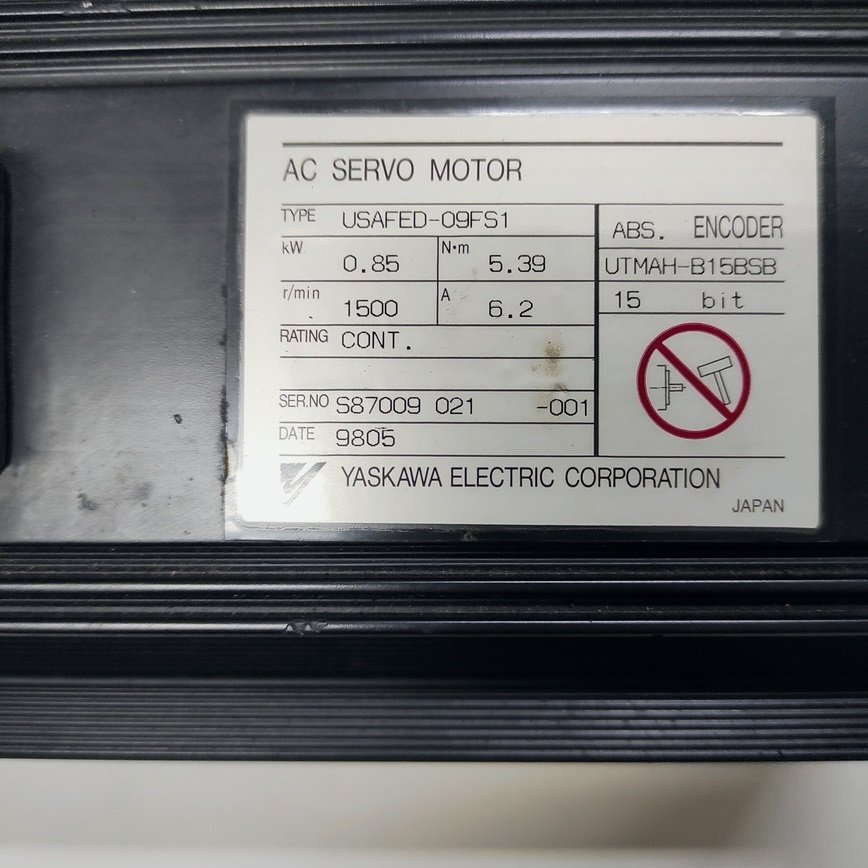 AC SERVO MOTOR
TYPE USAFED-09FS1
ABS. ENCODER
kW 0.85 N•m 5.39
UTMAH-B15BSB
r/min 1500 A 6.2
15 bit
RATING CONT.
SER.NO S87009 021 -001
DATE 9805
YASKAWA ELECTRIC CORPORATION
JAPAN